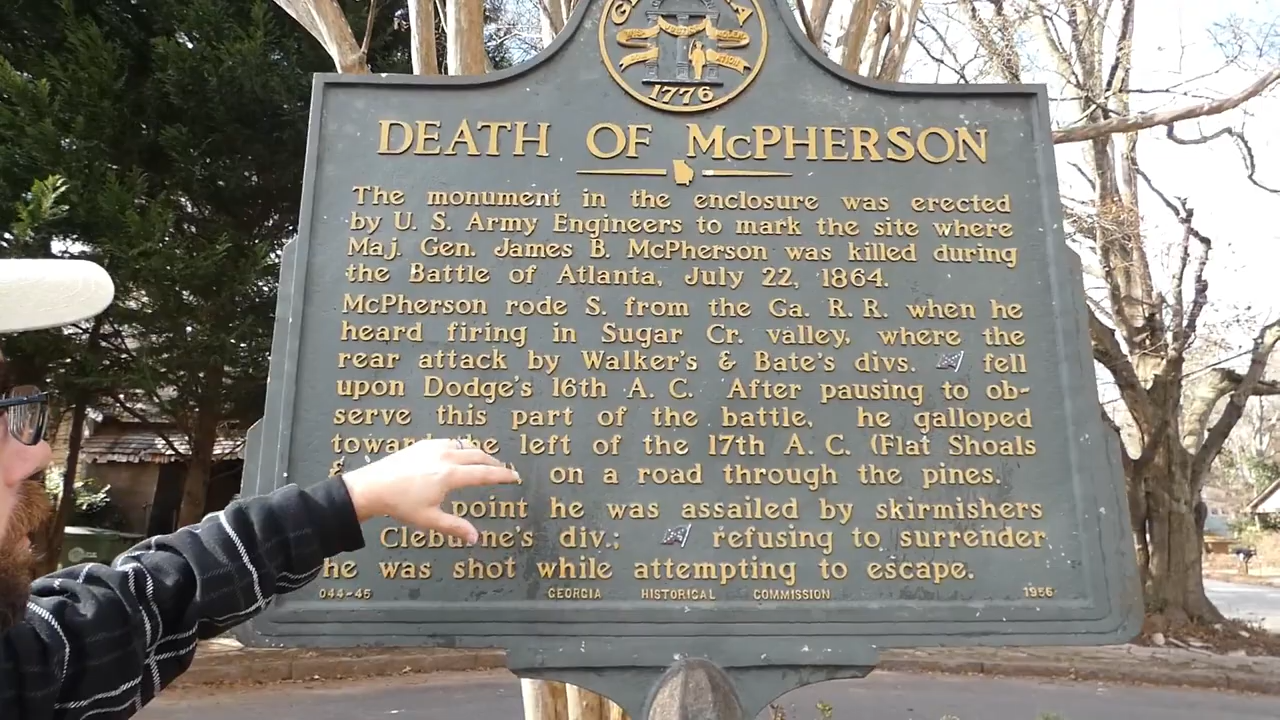 1776
DEATH OF McPHERSON
The monument in the enclosure was erected
by U. S. Army Engineers to mark the site where
Maj. Gen. James B. McPherson was killed during
the Battle of Atlanta, July 22, 1864.
McPherson rode S. from the Ga. R. R. when he
heard firing in Sugar Cr. valley, where the
rear attack by Walker's & Bate's divs. fell
upon Dodge's 16th A. C. After pausing to ob-
serve this part of the battle, he galloped
toward the left of the 17th A. C. (Flat Shoals
& on a road through the pines.
point he was assailed by skirmishers
Cleburne's div.; refusing to surrender
he was shot while attempting to escape.
044-45 GEORGIA HISTORICAL COMMISSION 1956